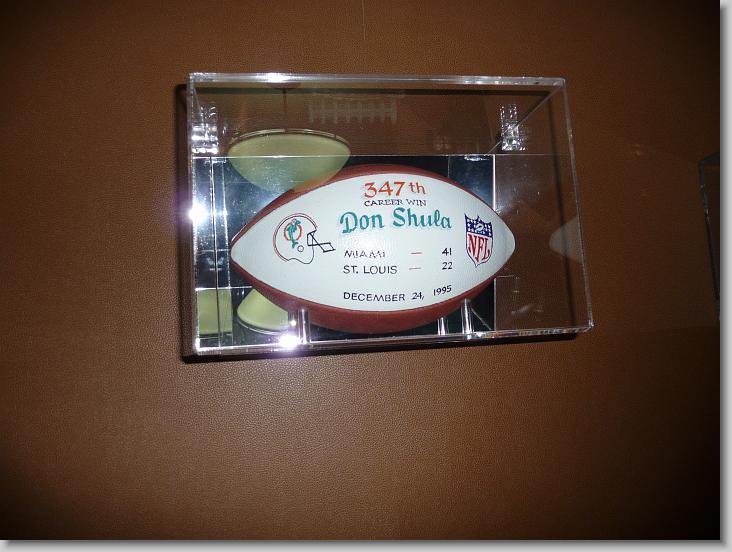 347th
CAREER WIN
Don Shula
MIAMI — 41
ST. LOUIS — 22
DECEMBER 24, 1995
NFL